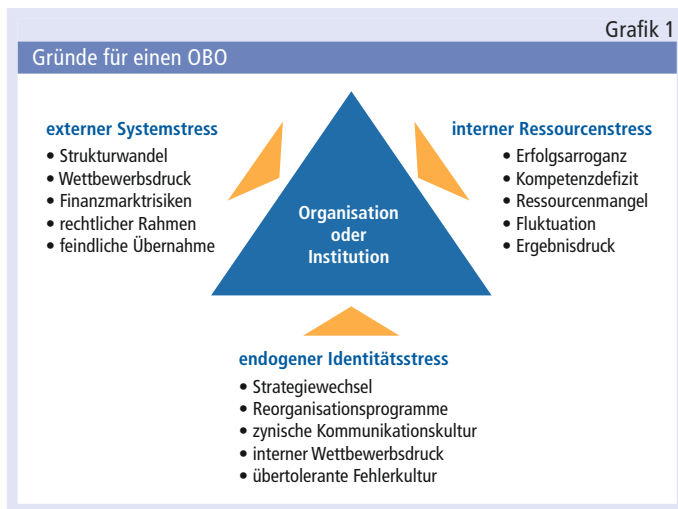 Grafik 1
Gründe für einen OBO
externer Systemstress
• Strukturwandel
• Wettbewerbsdruck
• Finanzmarktrisiken
• rechtlicher Rahmen
• feindliche Übernahme
interner Ressourcenstress
• Erfolgsarroganz
• Kompetenzdefizit
• Ressourcenmangel
• Fluktuation
• Ergebnisdruck
Organisation
oder
Institution
endogener Identitätsstress
• Strategiewechsel
• Reorganisationsprogramme
• zynische Kommunikationskultur
• interner Wettbewerbsdruck
• übertolerante Fehlerkultur